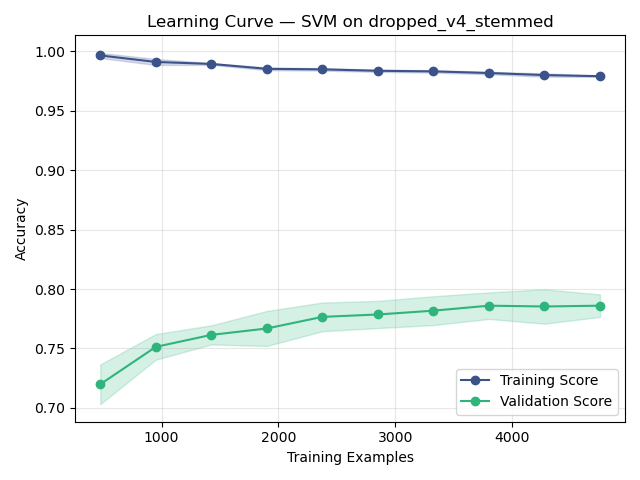 Learning Curve — SVM on dropped_v4_stemmed
1.00
0.95
0.90
0.85
0.80
0.75
0.70
Accuracy
1000
2000
3000
4000
Training Examples
Training Score
Validation Score